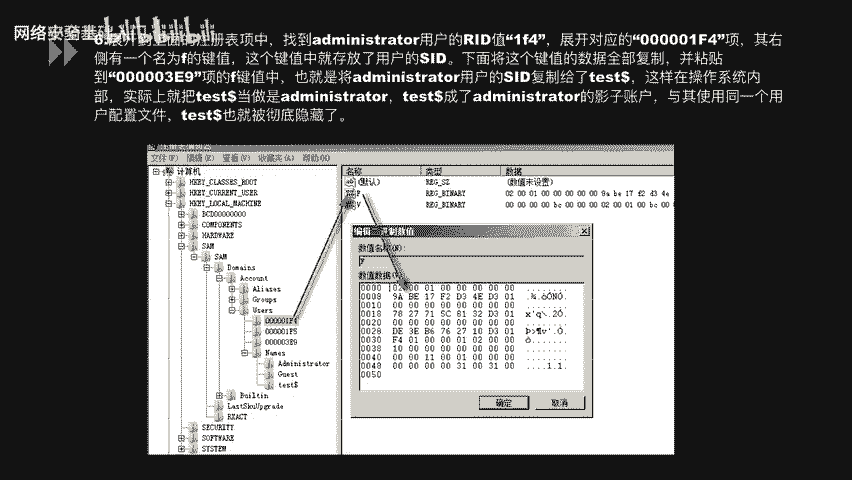 网络安全基础
6.展开到里面的注册表项中，找到administrator用户的RID值“1f4”，展开对应的“000001F4”项，其右
侧有一个名为f的键值，这个键值中就存放了用户的SID。下面将这个键值的数据全部复制，并粘贴
到“000003E9”项的f键值中，也就是将administrator用户的SID复制给了test$，这样在操作系统内
部，实际上就把test$当做是administrator，test$成了administrator的影子账户，与其使用同一个用
户配置文件，test$也就被彻底隐藏了。
文件(F) 编辑(E) 查看(V) 收藏夹(A) 帮助(H)
计算机
HKEY_CLASSES_ROOT
HKEY_CURRENT_USER
HKEY_LOCAL_MACHINE
BCD00000000
COMPONENTS
HARDWARE
SAM
SAM
Domains
Account
Aliases
Groups
Users
000001F4
000001F5
000003E9
Names
Administrator
Guest
test$
Builtin
LastSkuUpgrade
RXACT
SECURITY
SOFTWARE
SYSTEM
名称 类型 数据
(默认) REG_SZ (数值未设置)
F REG_BINARY 02 00 01 00 00 00 00 00 9a be 17 f2 d3 4e
V REG_BINARY 00 00 00 00 bc 00 00 00 02 00 01 00 bc 00
编辑二进制数值
数值名称(N):
F
数值数据(V):
0008 9A BE 17 F2 D3 4E D3 01
0010 00 00 00 00 00 00 00 00
0018 78 27 71 5C 81 32 D3 01
0020 00 00 00 00 00 00 00 00
0028 DE 3E B6 76 27 10 D3 01
0030 F4 01 00 00 01 02 00 00
0038 10 00 00 00 00 00 00 00
0040 00 00 11 00 01 00 00 00
0048 00 00 00 00 31 00 31 00 ....1.1.
0050
确定 取消